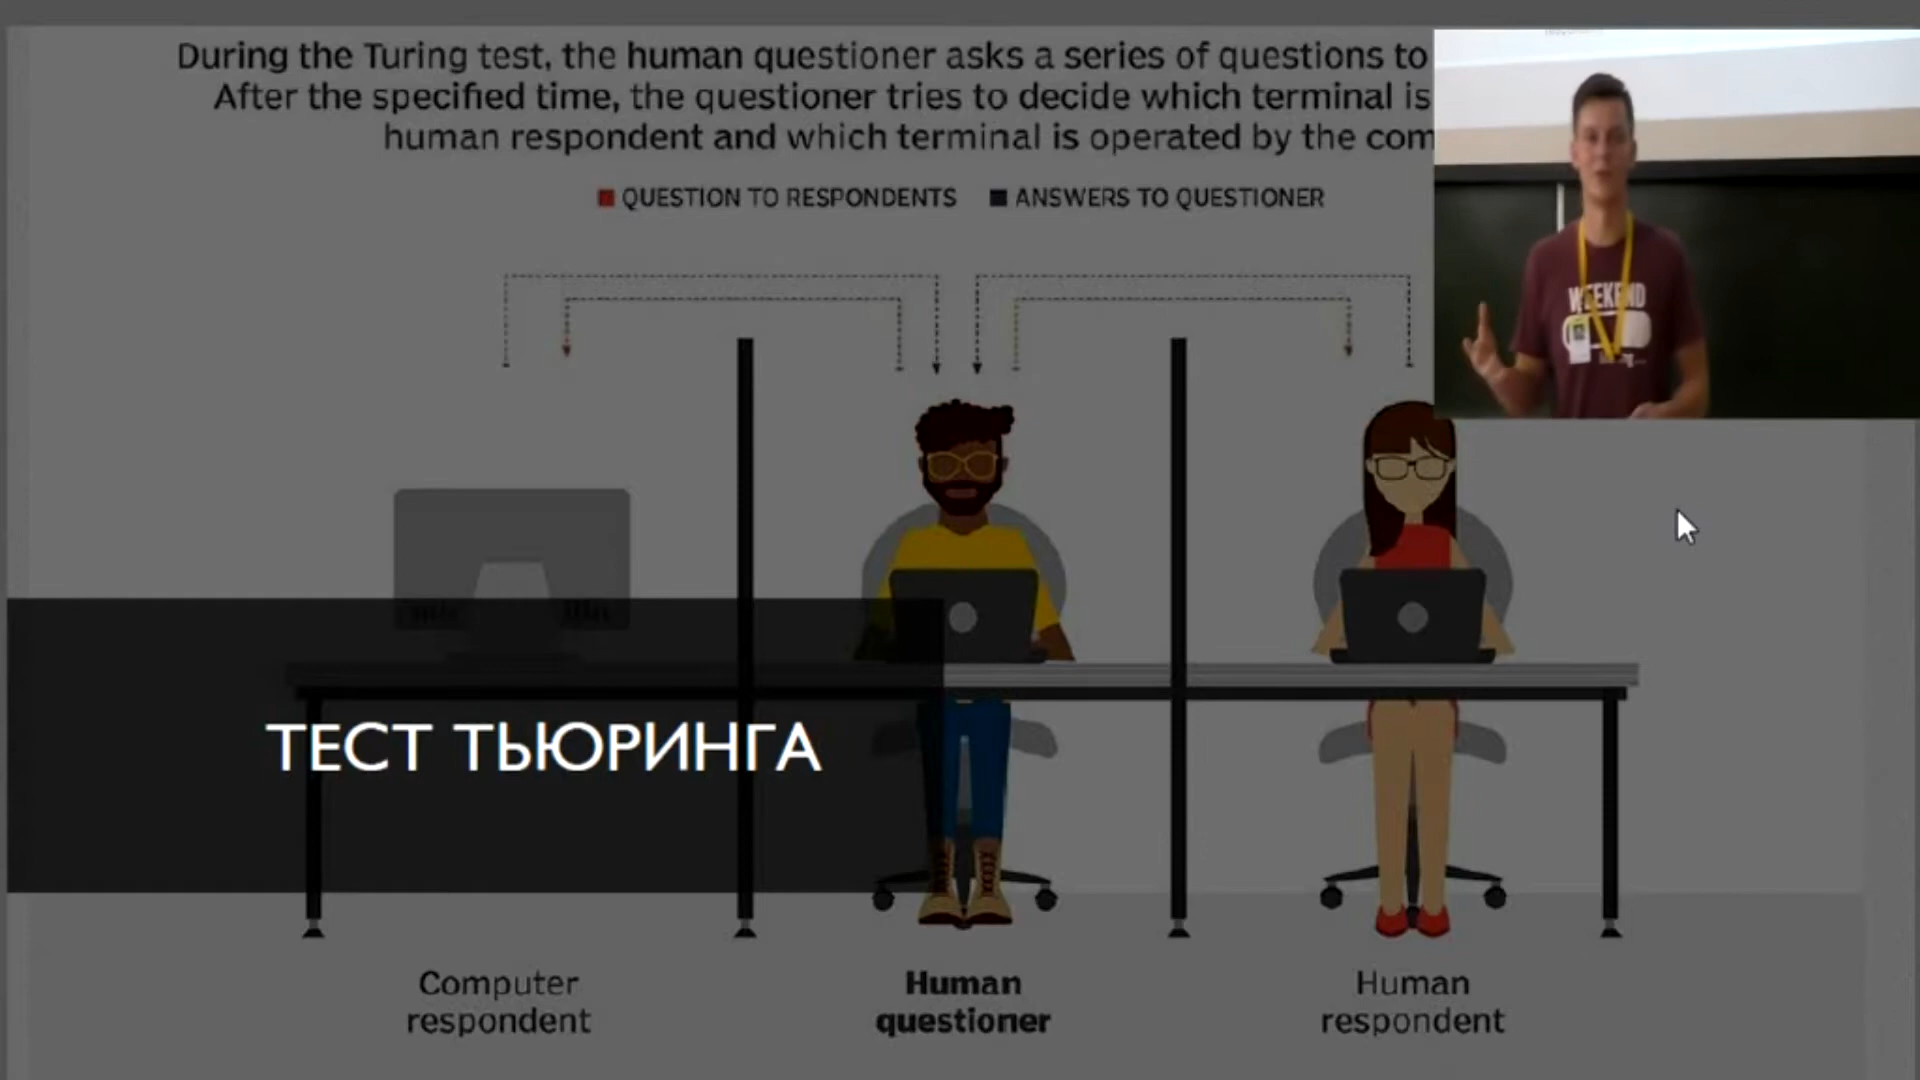 During the Turing test, the human questioner asks a series of questions to
After the specified time, the questioner tries to decide which terminal is
human respondent and which terminal is operated by the com
QUESTION TO RESPONDENTS ANSWERS TO QUESTIONER
WEEKEND
ТЕСТ ТЬЮРИНГА
Computer
respondent
Human
questioner
Human
respondent